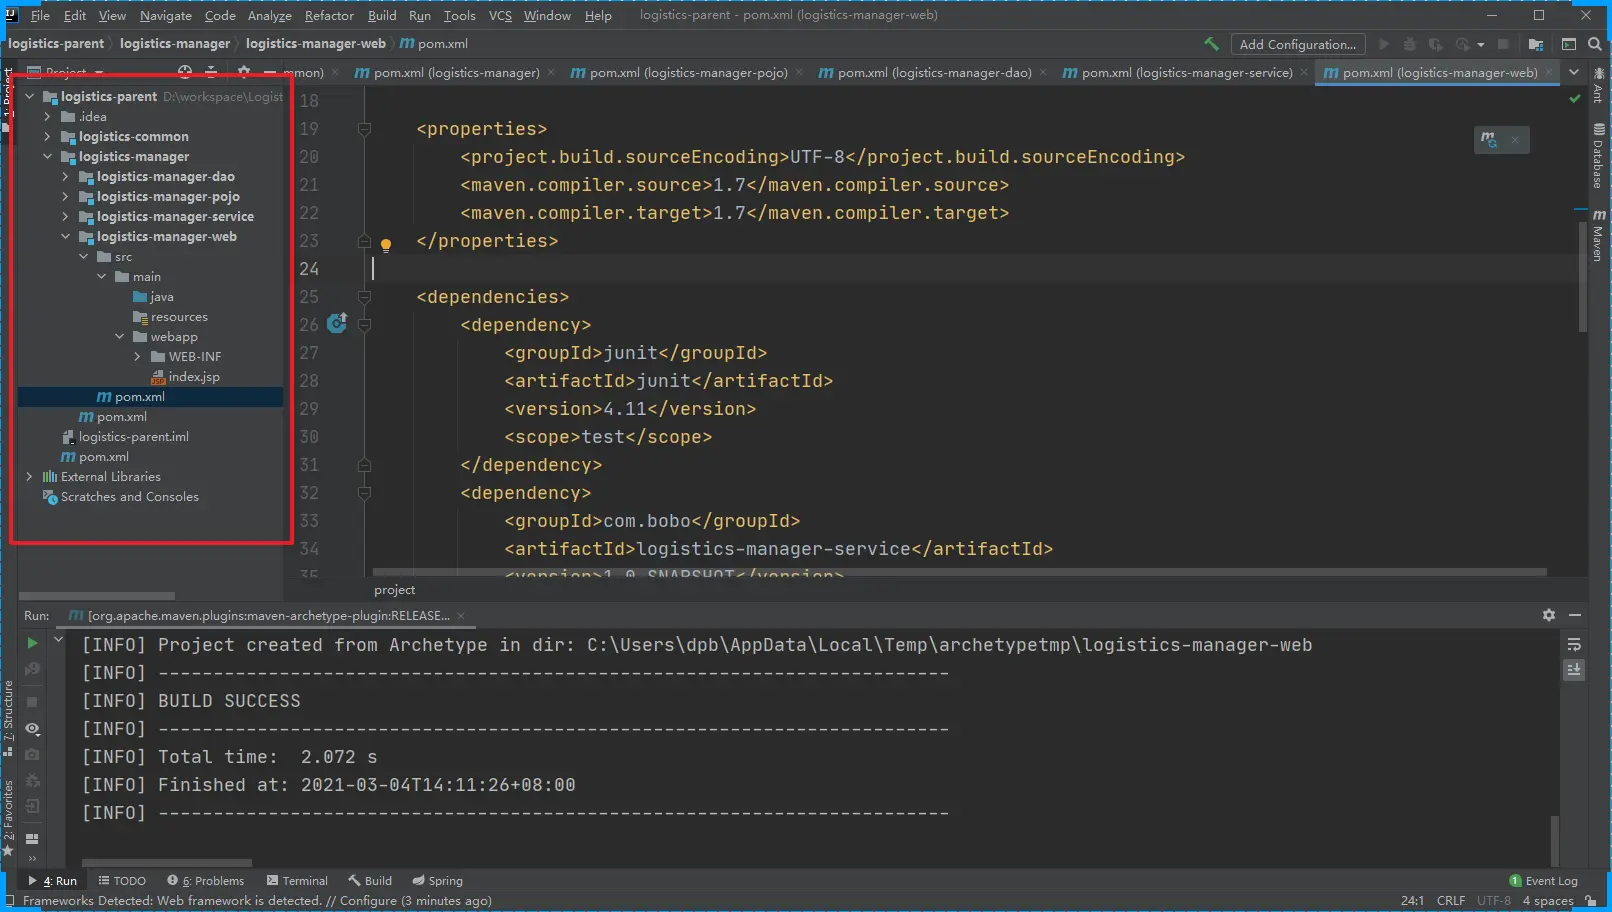 File Edit View Navigate Code Analyze Refactor Build Run Tools VCS Window Help logistics-parent - pom.xml (logistics-manager-web)
logistics-parent logistics-manager logistics-manager-web pom.xml
Add Configuration...
Project
mmon) pom.xml (logistics-manager) pom.xml (logistics-manager-pojo) pom.xml (logistics-manager-dao) pom.xml (logistics-manager-service) pom.xml (logistics-manager-web)
1: Project
logistics-parent D:\workspace\Logist
.idea
logistics-common
logistics-manager
logistics-manager-dao
logistics-manager-pojo
logistics-manager-service
logistics-manager-web
src
main
java
resources
webapp
WEB-INF
index.jsp
pom.xml
pom.xml
logistics-parent.iml
pom.xml
External Libraries
Scratches and Consoles
18
19 <properties>
20 <project.build.sourceEncoding>UTF-8</project.build.sourceEncoding>
21 <maven.compiler.source>1.7</maven.compiler.source>
22 <maven.compiler.target>1.7</maven.compiler.target>
23 </properties>
24
25 <dependencies>
26 <dependency>
27 <groupId>junit</groupId>
28 <artifactId>junit</artifactId>
29 <version>4.11</version>
30 <scope>test</scope>
31 </dependency>
32 <dependency>
33 <groupId>com.bobo</groupId>
34 <artifactId>logistics-manager-service</artifactId>
35 <version>1.0-SNAPSHOT</version>
project
Ant
Database
Maven
Run: [org.apache.maven.plugins:maven-archetype-plugin:RELEASE...
[INFO] Project created from Archetype in dir: C:\Users\dpb\AppData\Local\Temp\archetypetmp\logistics-manager-web
[INFO] ------------------------------------------------------------------------
[INFO] BUILD SUCCESS
[INFO] ------------------------------------------------------------------------
[INFO] Total time:  2.072 s
[INFO] Finished at: 2021-03-04T14:11:26+08:00
[INFO] ------------------------------------------------------------------------
7: Structure
2: Favorites
4: Run TODO 6: Problems Terminal Build Spring 1 Event Log
Frameworks Detected: Web framework is detected. // Configure (3 minutes ago) 24:1 CRLF UTF-8 4 spaces